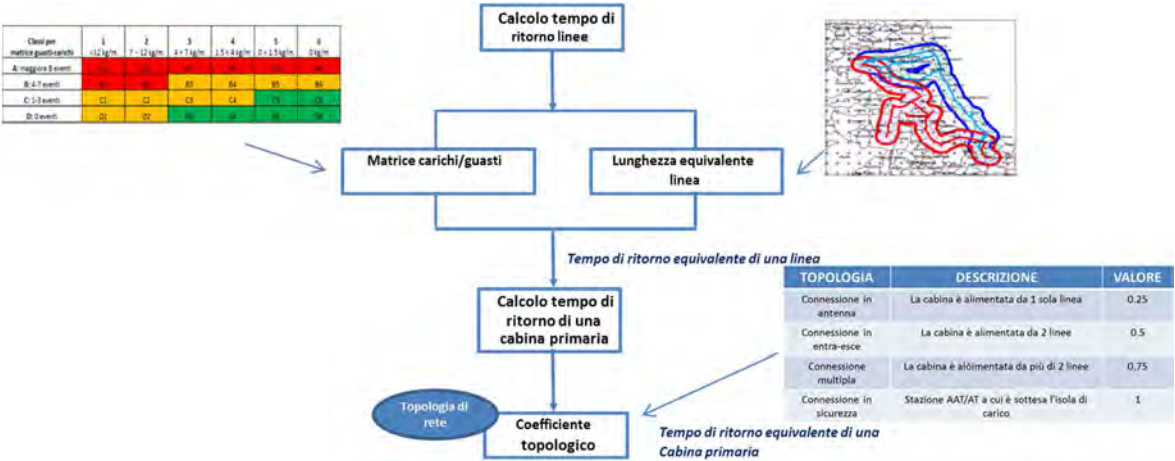 Calcolo tempo di
ritorno linee
Classi per
matrice guasti-carichi
1
2
3
4
5
6
>12 kg/m
7 – 12 kg/m
4 ÷ 7 kg/m
1.5 ÷ 4 kg/m
0 ÷ 1.5 kg/m
0 kg/m
A: maggiore 8 eventi
B: 4-7 eventi
B3
B4
B5
B6
C: 1-3 eventi
C1
C2
C3
C4
D: 0 eventi
D1
D2
Matrice carichi/guasti
Lunghezza equivalente
linea
Tempo di ritorno equivalente di una linea
Calcolo tempo di
ritorno di una
cabina primaria
TOPOLOGIA DESCRIZIONE VALORE
Connessione in
antenna
La cabina è alimentata da 1 sola linea
0.25
Connessione in
entra-esce
La cabina è alimentata da 2 linee
0.5
Connessione
multipla
La cabina è alòimentata da più di 2 linee
0,75
Connessione in
sicurezza
Stazione AAT/AT a cui è sottesa l'isola di
carico
1
Topologia di
rete
Coefficiente
topologico
Tempo di ritorno equivalente di una
Cabina primaria